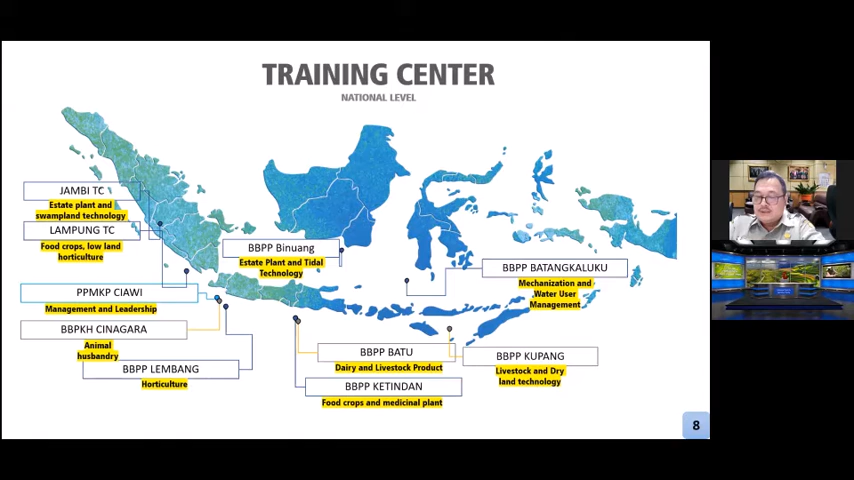 TRAINING CENTER
NATIONAL LEVEL
JAMBI TC
Estate plant and
swampland technology
LAMPUNG TC
Food crops, low land
horticulture
BBPP Binuang
Estate Plant and Tidal
Technology
BBPP BATANGKALUKU
Mechanization and
Water User
Management
PPMKP CIAWI
Management and Leadership
BBPKH CINAGARA
Animal
husbandry
BBPP LEMBANG
Horticulture
BBPP BATU
Dairy and Livestock Product
BBPP KETINDAN
Food crops and medicinal plant
BBPP KUPANG
Livestock and Dry
land technology
8